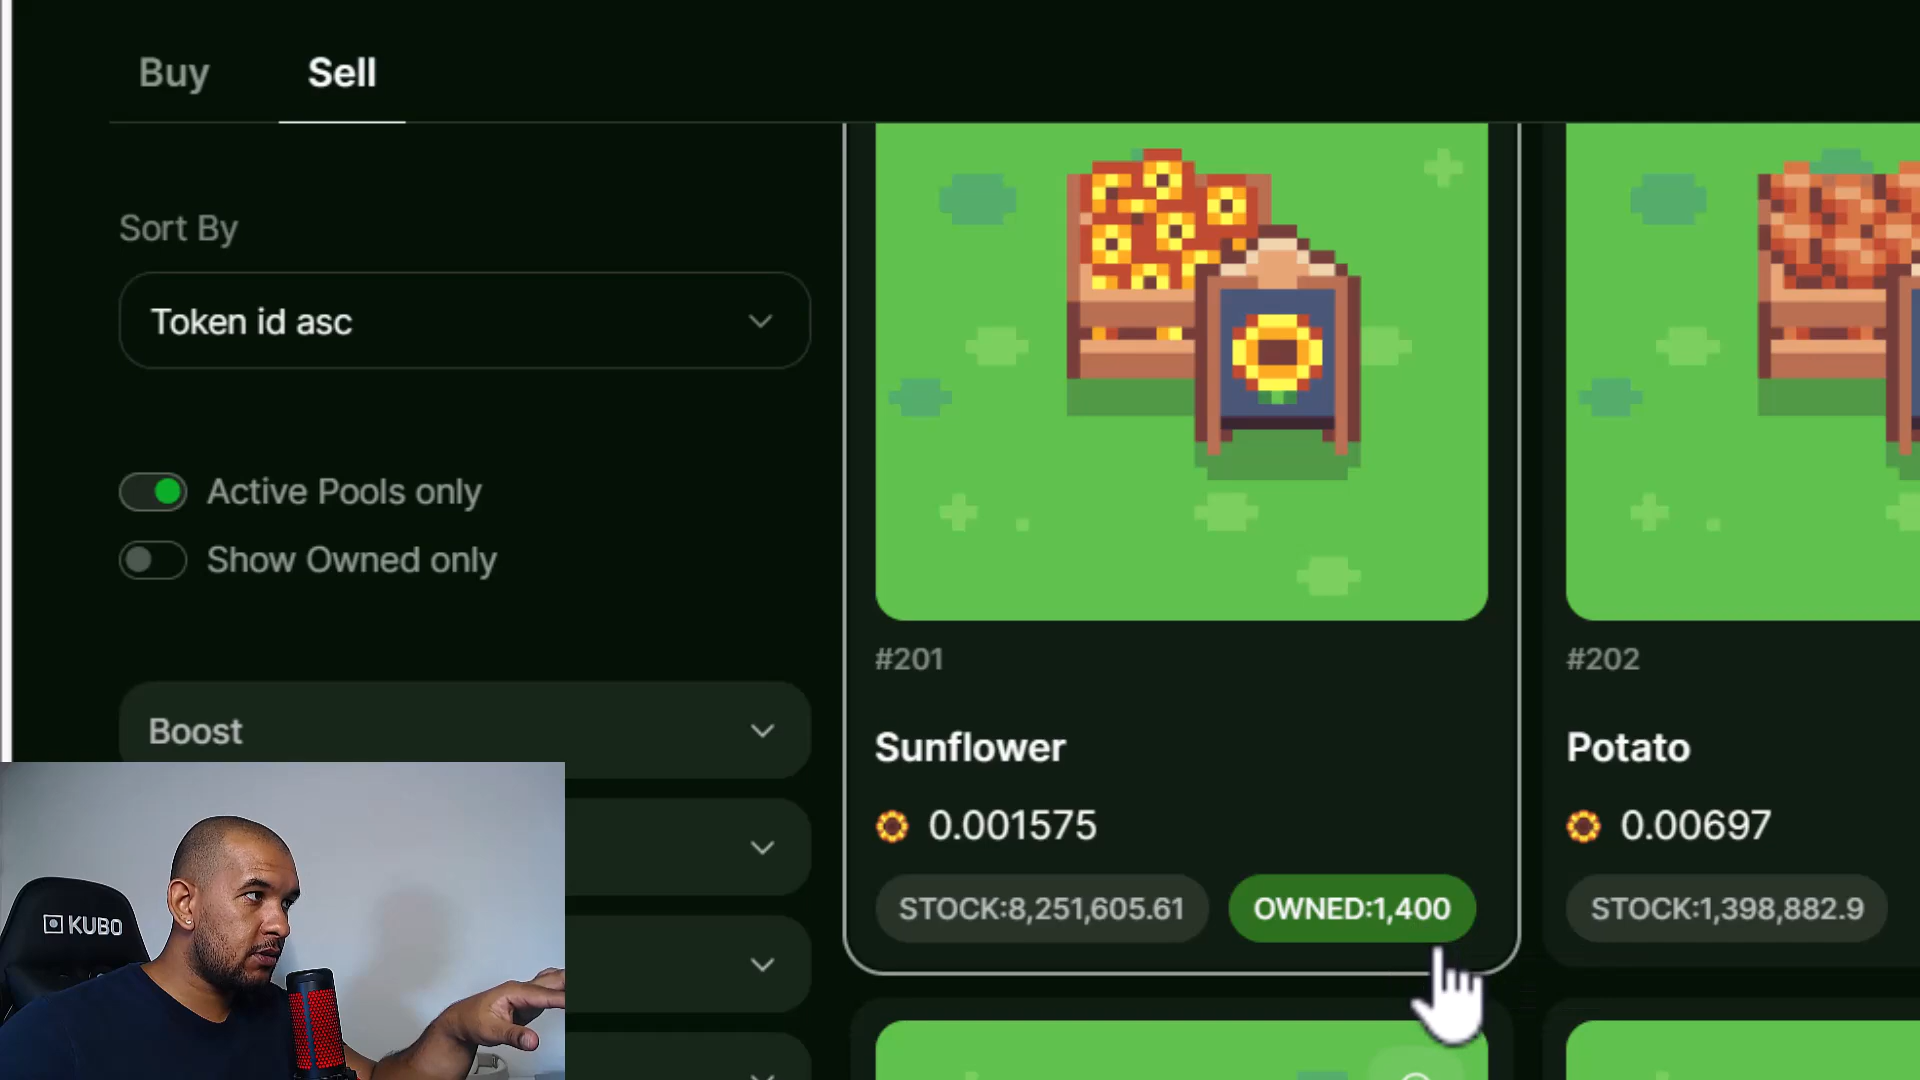 Buy
Sell
Sort By
Token id asc
Active Pools only
Show Owned only
Boost
#201
Sunflower
0.001575
STOCK:8,251,605.61
OWNED:1,400
#202
Potato
0.00697
STOCK:1,398,882.9
KUBO